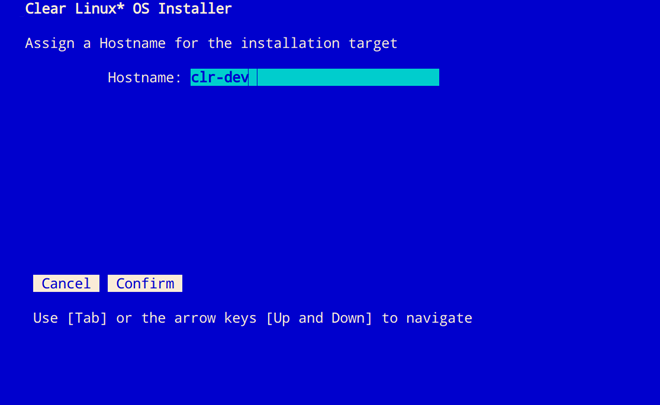 Clear Linux* OS Installer
Assign a Hostname for the installation target
Hostname: clr-dev
Cancel Confirm
Use [Tab] or the arrow keys [Up and Down] to navigate